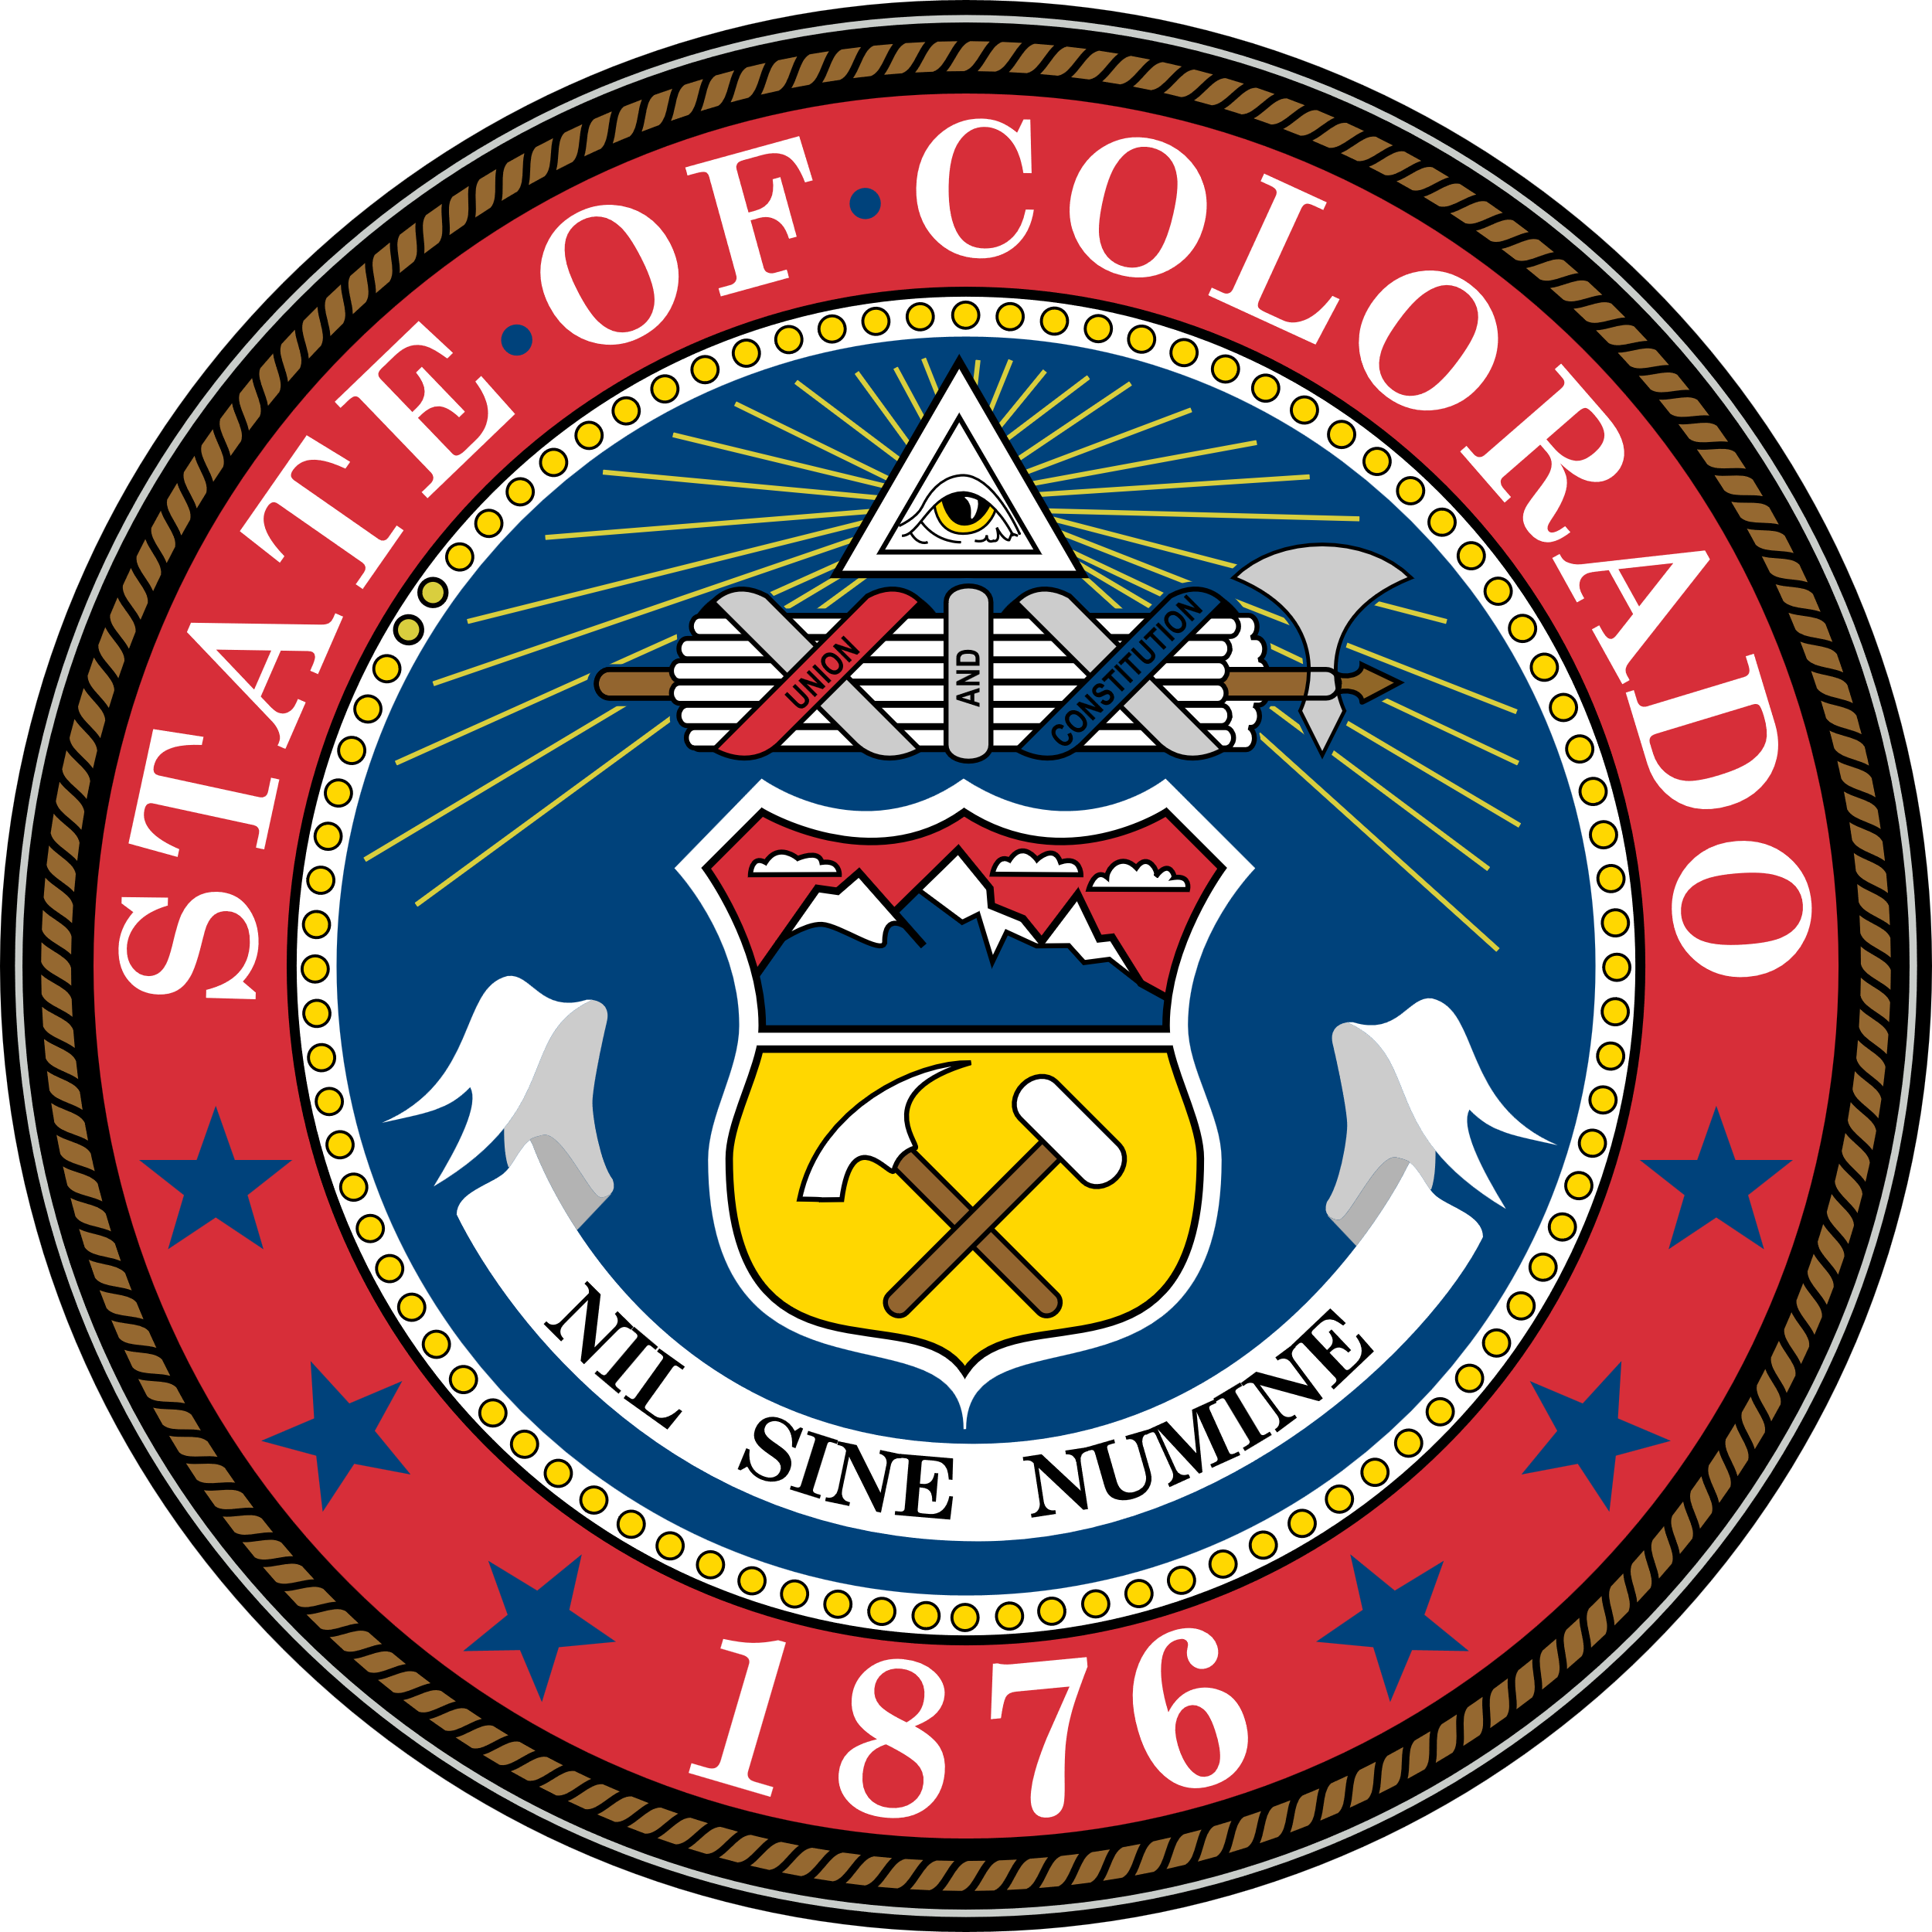 STATE • OF • COLORADO
UNION AND CONSTITUTION
NIL SINE NUMINE
1876